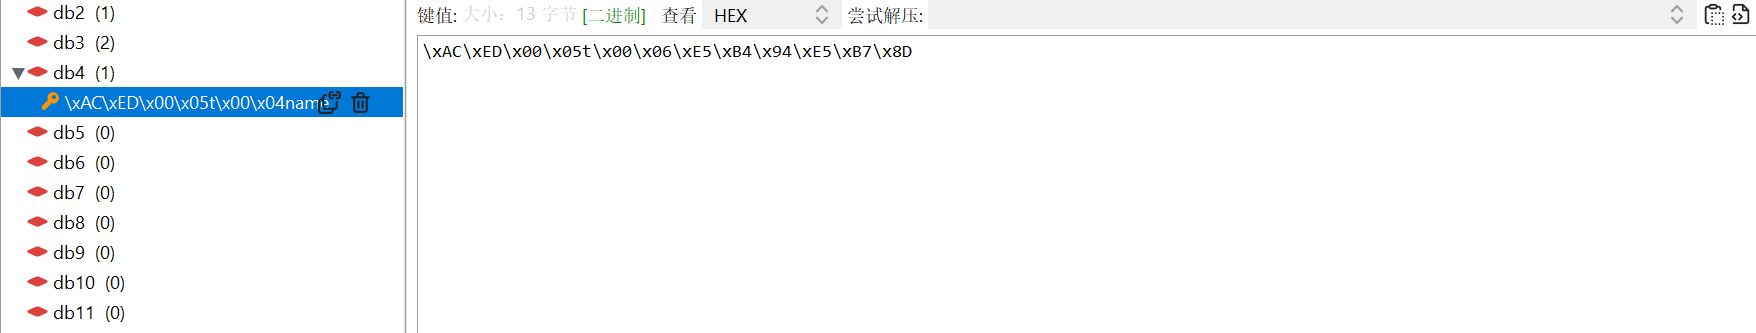 db2 (1)
db3 (2)
db4 (1)
\xAC\xED\x00\x05t\x00\x04name
db5 (0)
db6 (0)
db7 (0)
db8 (0)
db9 (0)
db10 (0)
db11 (0)
键值: 大小: 13 字节 [二进制] 查看 HEX 尝试解压:
\xAC\xED\x00\x05t\x00\x06\xE5\xB4\x94\xE5\xB7\x8D